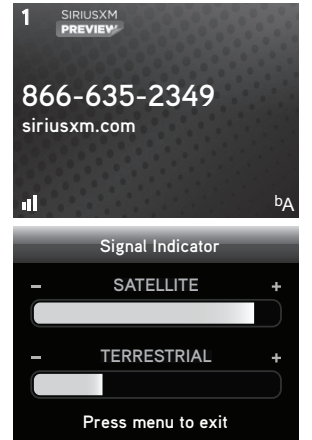 1 SIRIUSXM
PREVIEW
866-635-2349
siriusxm.com
bA
Signal Indicator
– SATELLITE +
– TERRESTRIAL +
Press menu to exit